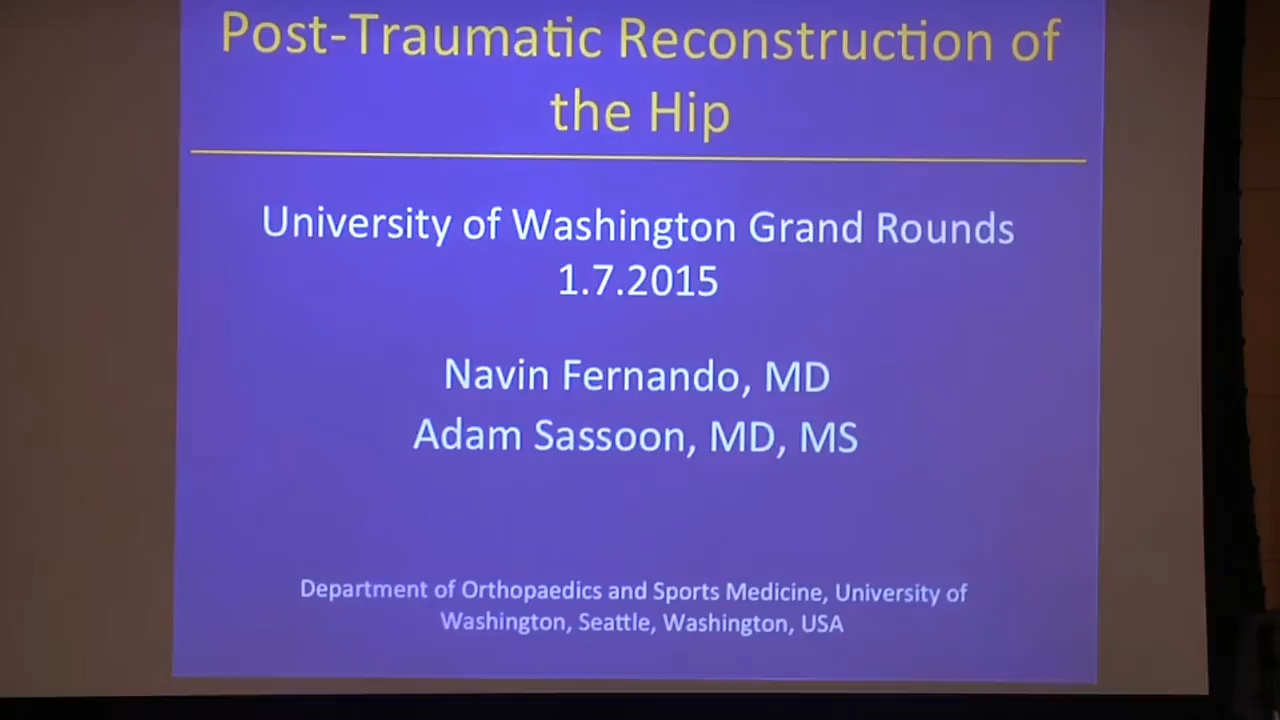 Post-Traumatic Reconstruction of
the Hip
University of Washington Grand Rounds
1.7.2015
Navin Fernando, MD
Adam Sassoon, MD, MS
Department of Orthopaedics and Sports Medicine, University of
Washington, Seattle, Washington, USA